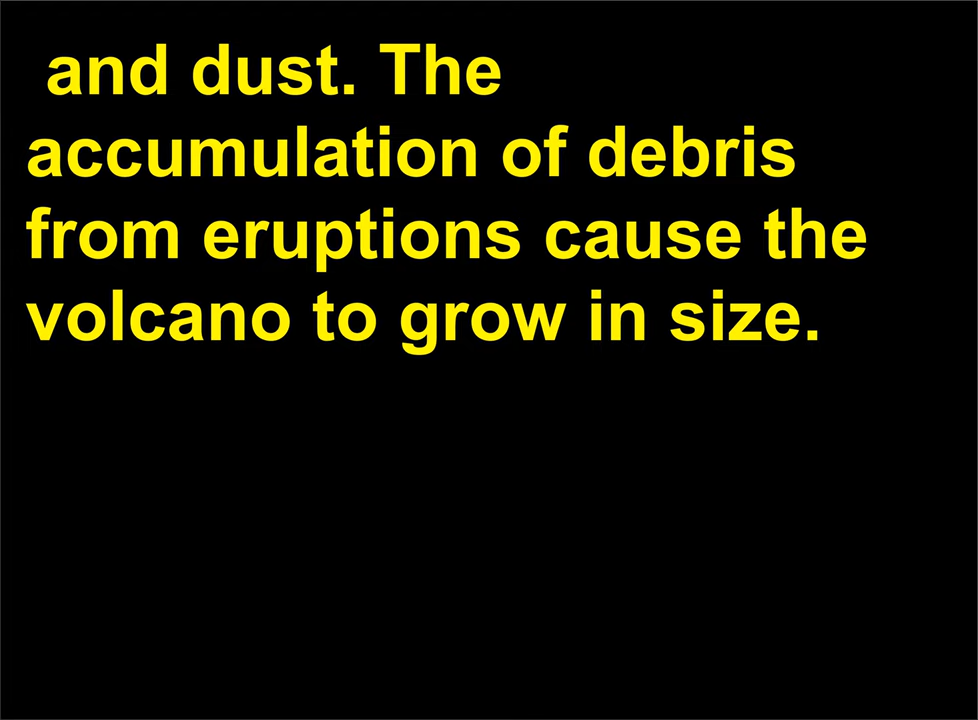 and dust. The
accumulation of debris
from eruptions cause the
volcano to grow in size.